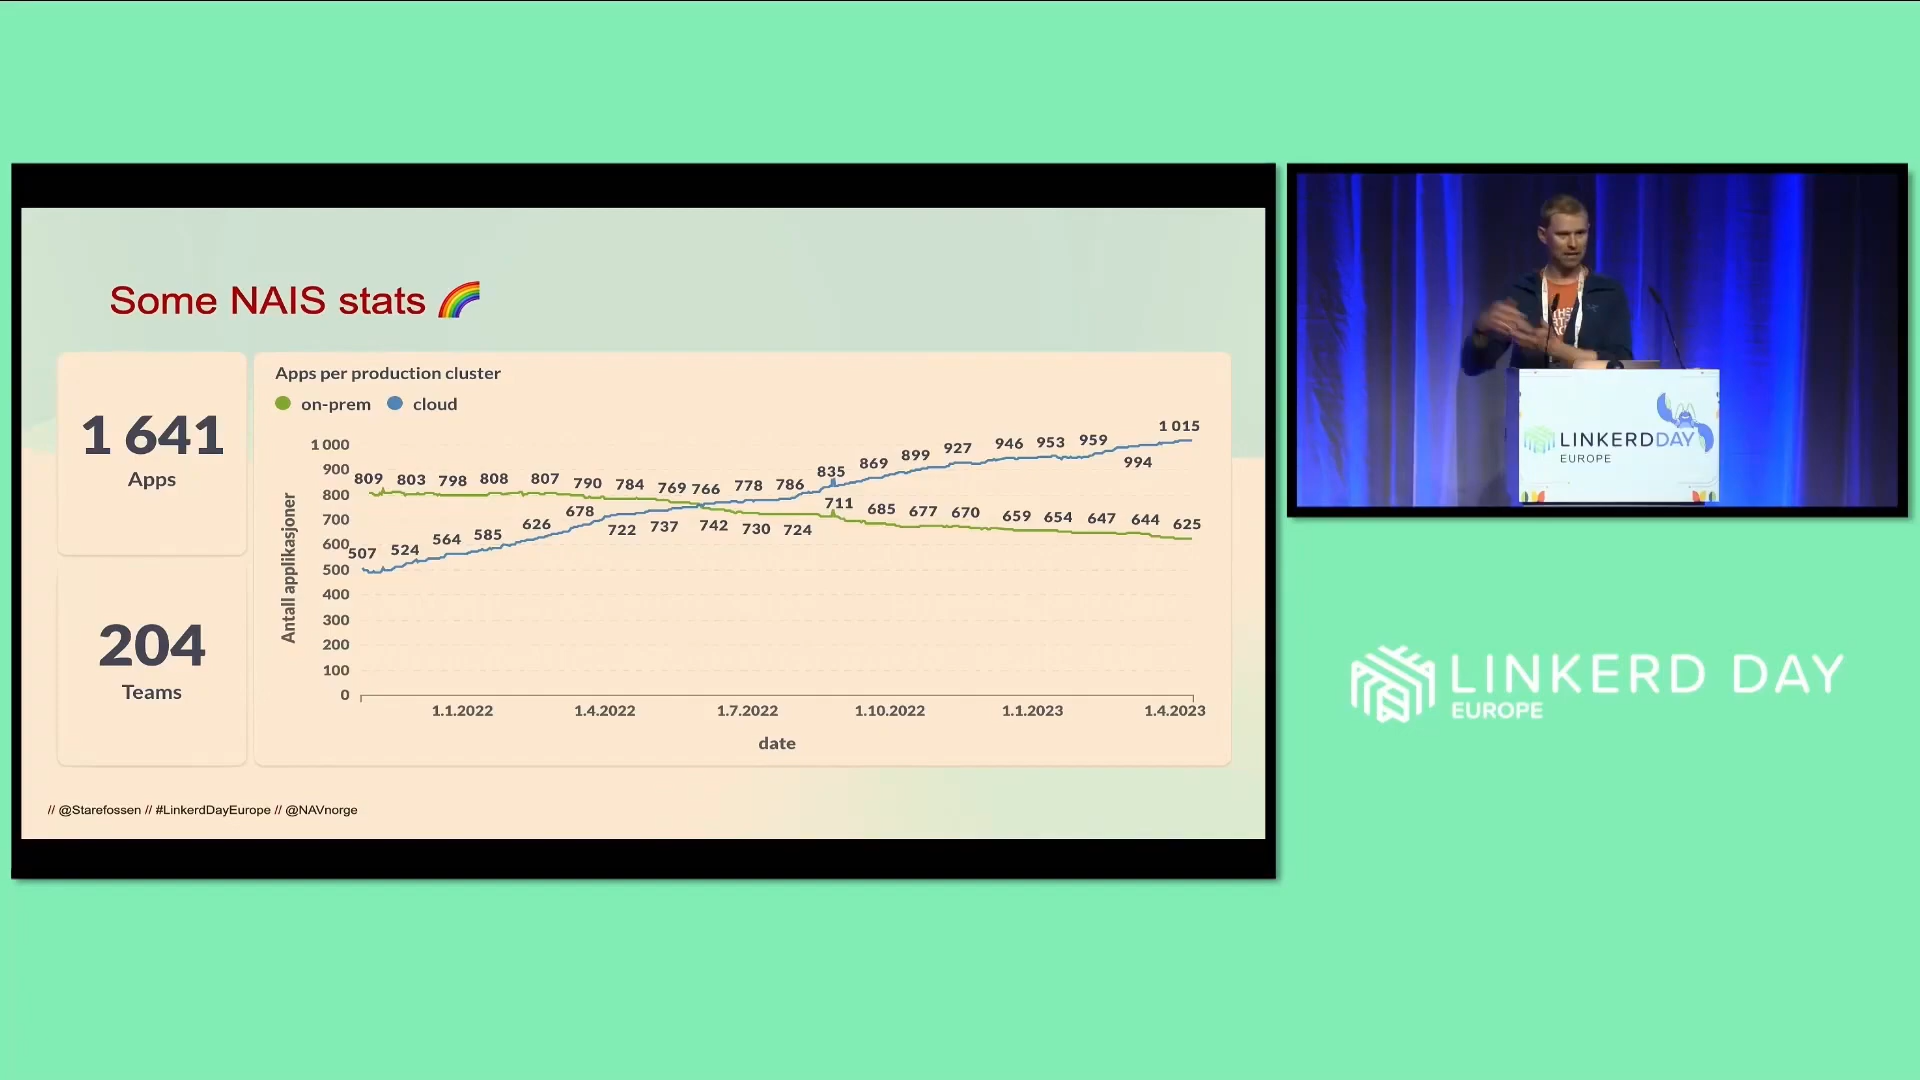 Some NAIS stats 🌈
1 641
Apps
204
Teams
Apps per production cluster
on-prem cloud
Antall applikasjoner
1 000
900
800
700
600
500
400
300
200
100
0
809 803 798 808 807 790 784 769 766 778 786 835 869 899 927 946 953 959 994 1 015
507 524 564 585 626 678 722 737 742 730 724 711 685 677 670 659 654 647 644 625
1.1.2022 1.4.2022 1.7.2022 1.10.2022 1.1.2023 1.4.2023
date
// @Starefossen // #LinkerdDayEurope // @NAVnorge
LINKERDDAY
EUROPE
LINKERD DAY
EUROPE